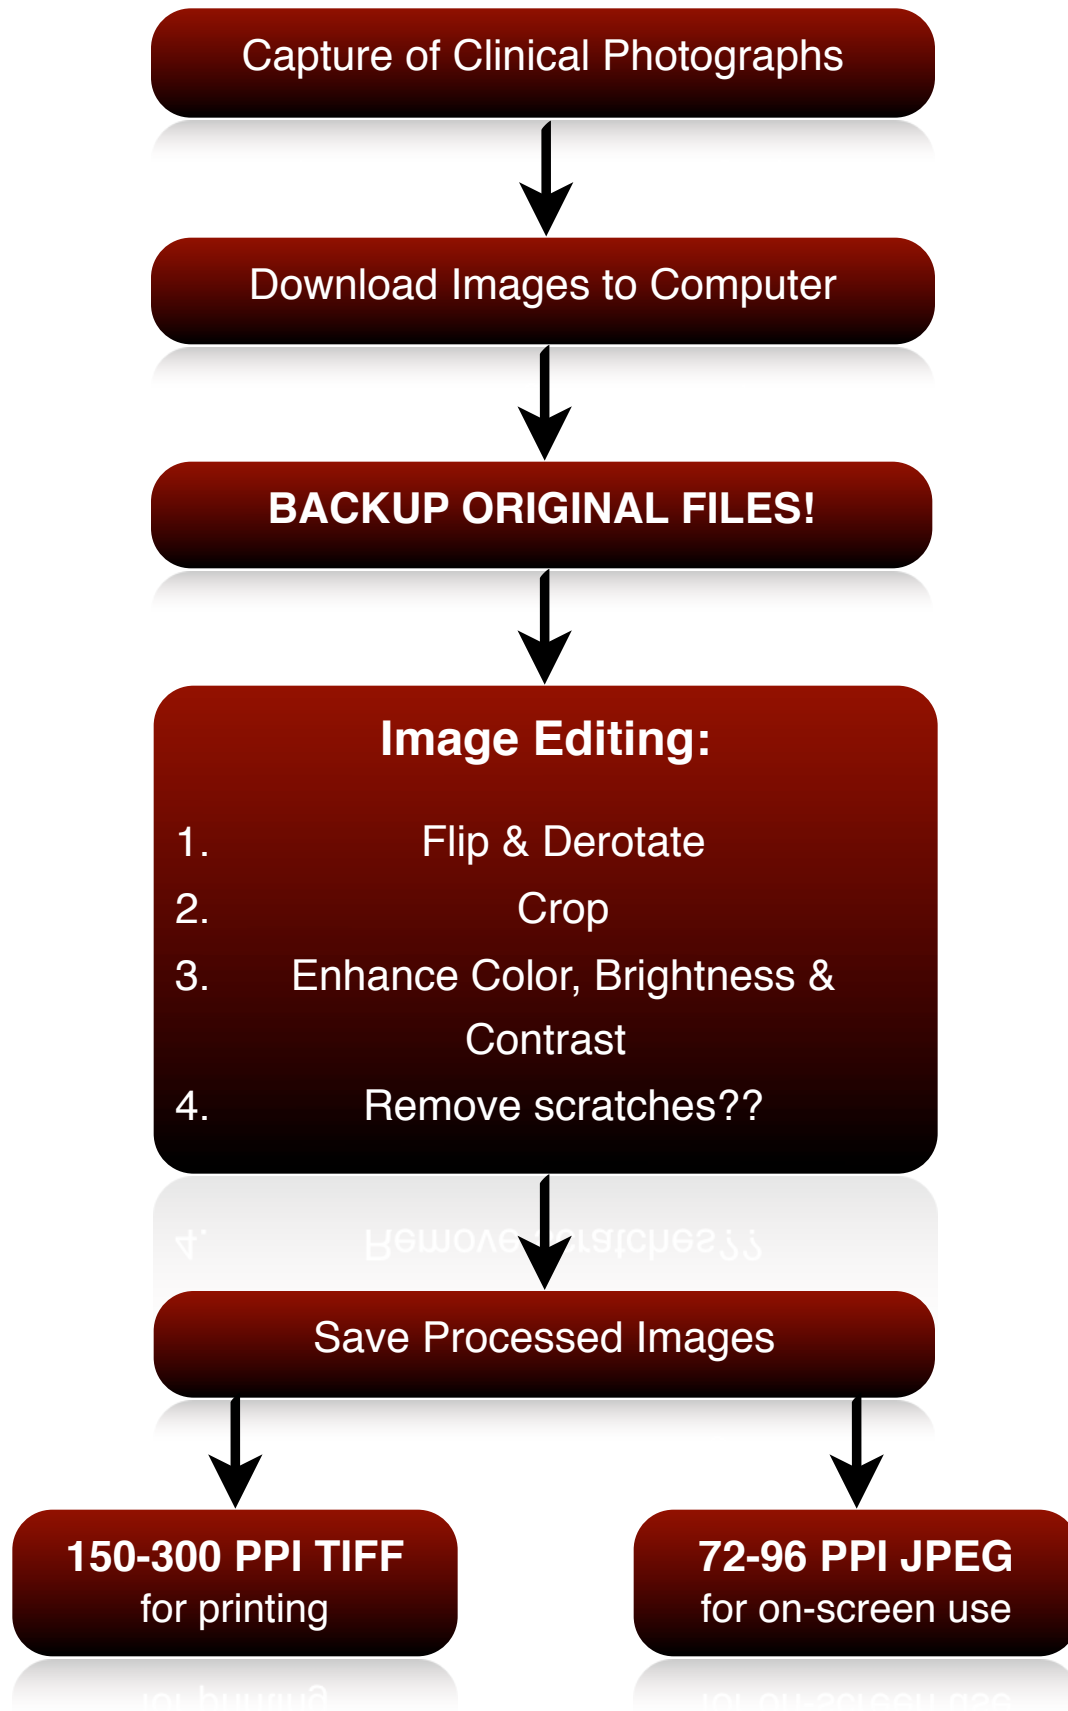 Capture of Clinical Photographs
Download Images to Computer
BACKUP ORIGINAL FILES!
Image Editing:
1. Flip & Derotate
2. Crop
3. Enhance Color, Brightness &
Contrast
4. Remove scratches??
Save Processed Images
150-300 PPI TIFF
for printing
72-96 PPI JPEG
for on-screen use